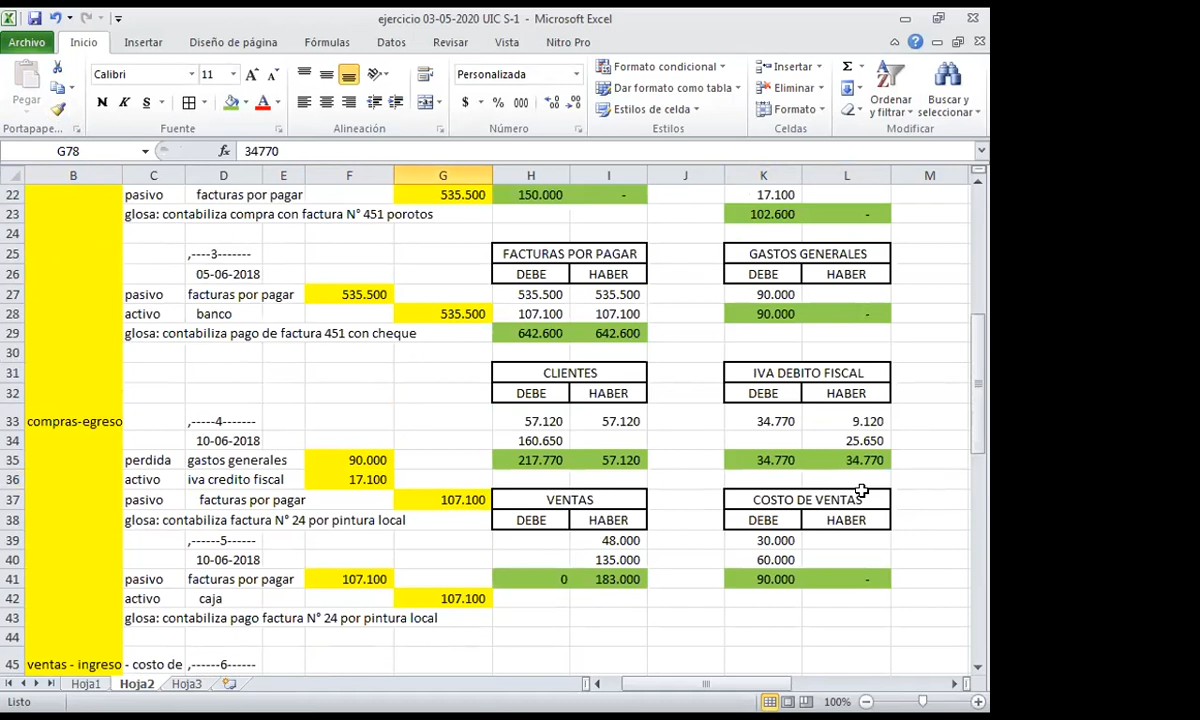 ejercicio 03-05-2020 UIC S-1 - Microsoft Excel
Archivo Inicio Insertar Diseño de página Fórmulas Datos Revisar Vista Nitro Pro
Calibri 11 Personalizada Formato condicional Insertar
Pegar Dar formato como tabla Eliminar Ordenar y filtrar Buscar y seleccionar
N K S $ % 000 Estilos de celda Formato
Portapape... Fuente Alineación Número Estilos Celdas Modificar
G78 fx 34770
B C D E F G H I J K L M
22 pasivo facturas por pagar 535.500 150.000 - 17.100
23 glosa: contabiliza compra con factura N° 451 porotos 102.600 -
24
25 ,----3------- FACTURAS POR PAGAR GASTOS GENERALES
26 05-06-2018 DEBE HABER DEBE HABER
27 pasivo facturas por pagar 535.500 535.500 535.500 90.000
28 activo banco 535.500 107.100 107.100 90.000 -
29 glosa: contabiliza pago de factura 451 con cheque 642.600 642.600
30
31 CLIENTES IVA DEBITO FISCAL
32 DEBE HABER DEBE HABER
33 compras-egreso ,-----4------- 57.120 57.120 34.770 9.120
34 10-06-2018 160.650 25.650
35 perdida gastos generales 90.000 217.770 57.120 34.770 34.770
36 activo iva credito fiscal 17.100
37 pasivo facturas por pagar 107.100 VENTAS COSTO DE VENTAS
38 glosa: contabiliza factura N° 24 por pintura local DEBE HABER DEBE HABER
39 ,-----5------ 48.000 30.000
40 10-06-2018 135.000 60.000
41 pasivo facturas por pagar 107.100 0 183.000 90.000 -
42 activo caja 107.100
43 glosa: contabiliza pago factura N° 24 por pintura local
44
45 ventas - ingreso - costo de ,------6------
Hoja1 Hoja2 Hoja3
Listo 100%